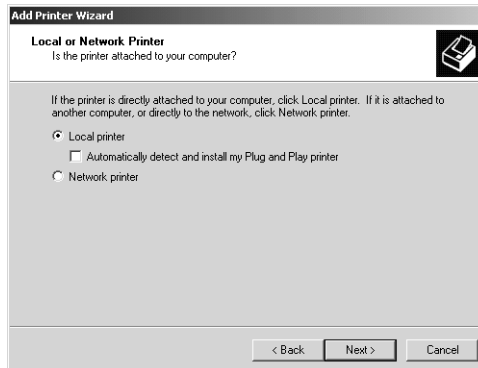 Add Printer Wizard
Local or Network Printer
Is the printer attached to your computer?
If the printer is directly attached to your computer, click Local printer. If it is attached to
another computer, or directly to the network, click Network printer.
Local printer
Automatically detect and install my Plug and Play printer
Network printer
< Back
Next >
Cancel